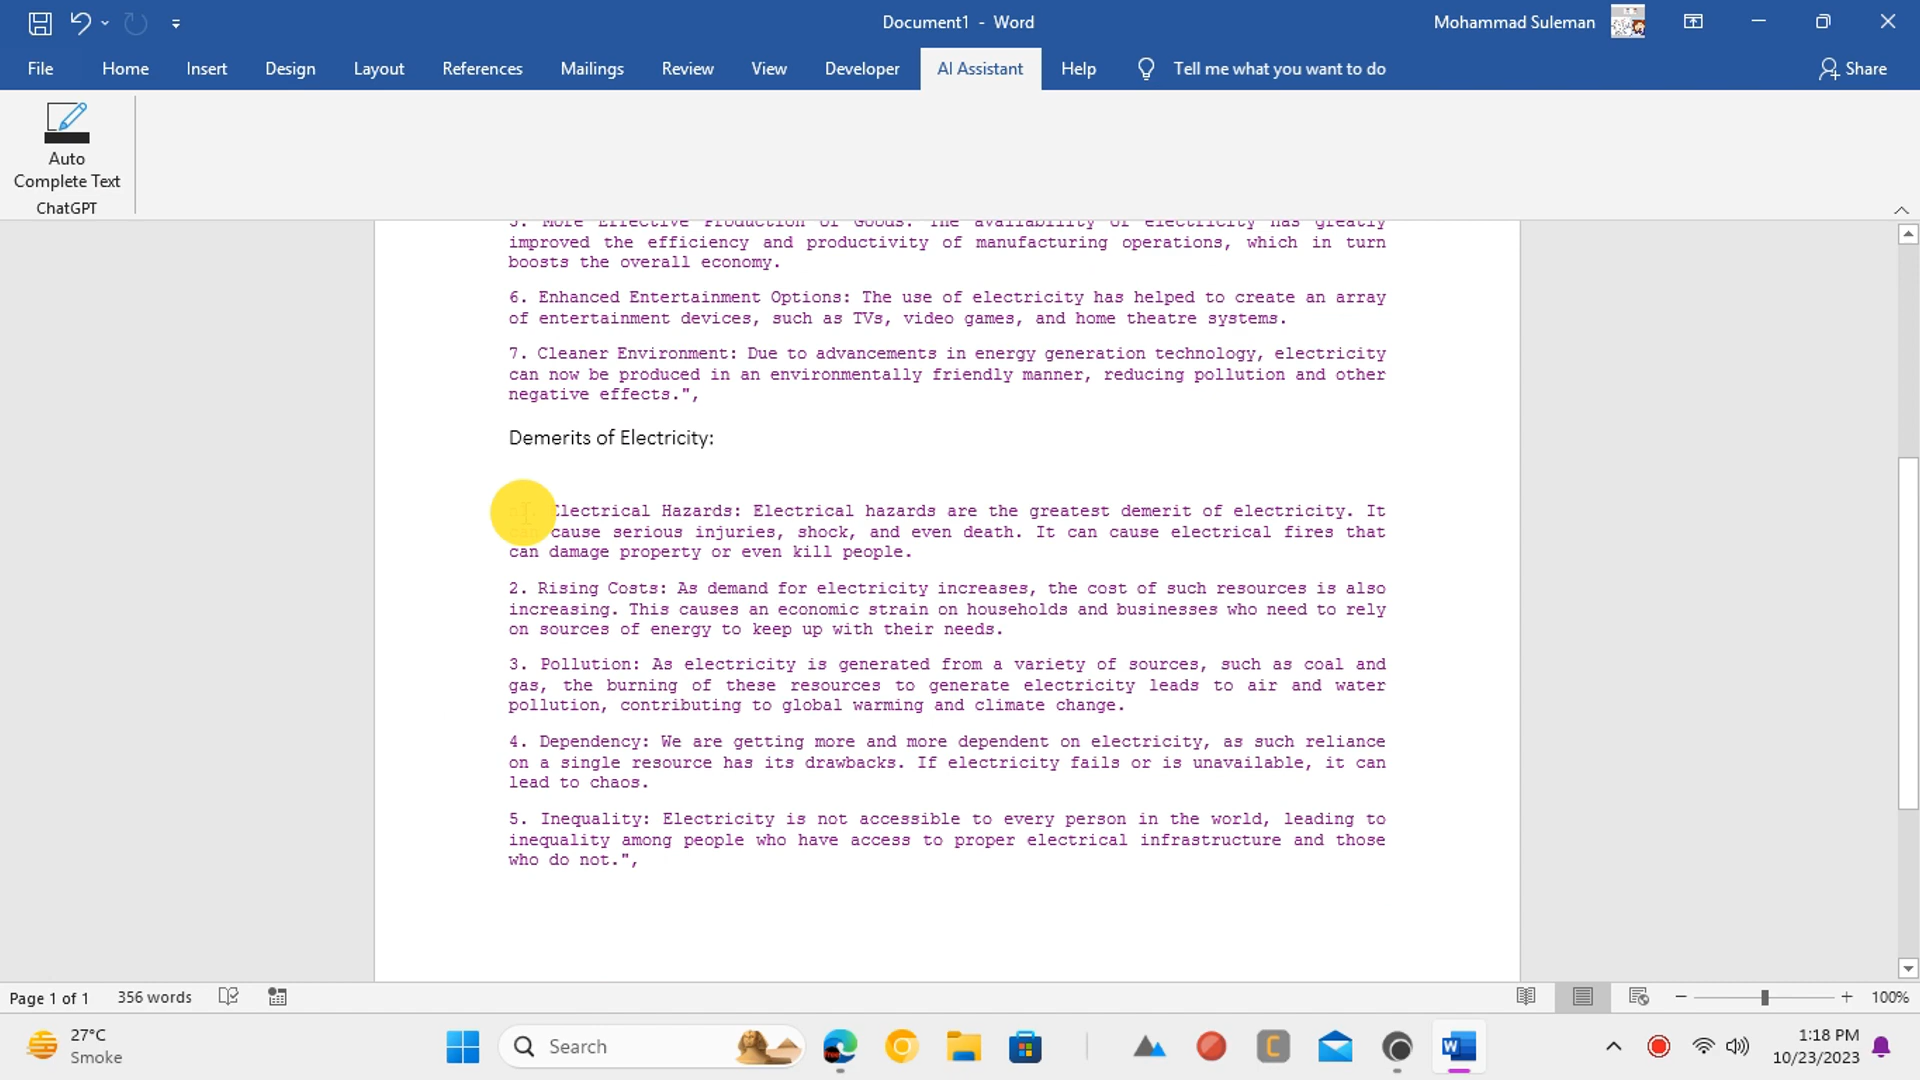 Document1 - Word
Mohammad Suleman
File Home Insert Design Layout References Mailings Review View Developer AI Assistant Help Tell me what you want to do Share
Auto
Complete Text
ChatGPT
5. More Effective Production of Goods: The availability of electricity has greatly
improved the efficiency and productivity of manufacturing operations, which in turn
boosts the overall economy.
6. Enhanced Entertainment Options: The use of electricity has helped to create an array
of entertainment devices, such as TVs, video games, and home theatre systems.
7. Cleaner Environment: Due to advancements in energy generation technology, electricity
can now be produced in an environmentally friendly manner, reducing pollution and other
negative effects.",
Demerits of Electricity:
Electrical Hazards: Electrical hazards are the greatest demerit of electricity. It
can cause serious injuries, shock, and even death. It can cause electrical fires that
can damage property or even kill people.
2. Rising Costs: As demand for electricity increases, the cost of such resources is also
increasing. This causes an economic strain on households and businesses who need to rely
on sources of energy to keep up with their needs.
3. Pollution: As electricity is generated from a variety of sources, such as coal and
gas, the burning of these resources to generate electricity leads to air and water
pollution, contributing to global warming and climate change.
4. Dependency: We are getting more and more dependent on electricity, as such reliance
on a single resource has its drawbacks. If electricity fails or is unavailable, it can
lead to chaos.
5. Inequality: Electricity is not accessible to every person in the world, leading to
inequality among people who have access to proper electrical infrastructure and those
who do not.",
Page 1 of 1 356 words 100%
27°C
Smoke
Search
1:18 PM
10/23/2023